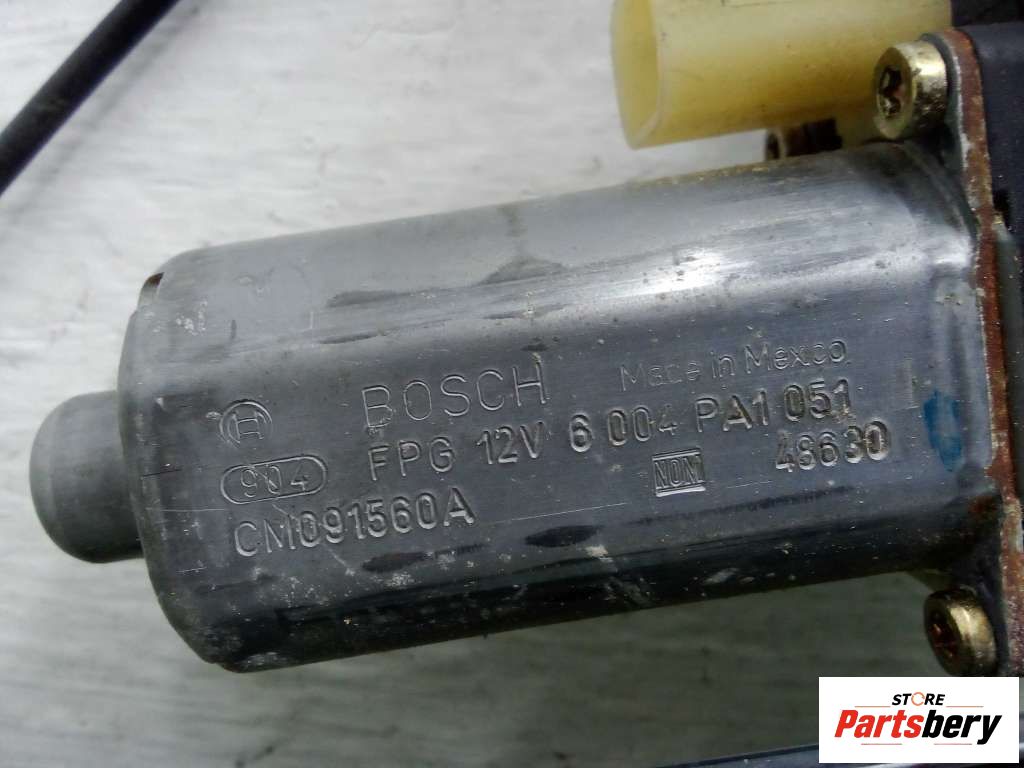 BOSCH Made in Mexico
FPG 12V 6 004 PA1 051
904 NOM 48630
CM091560A
STORE
Partsbery